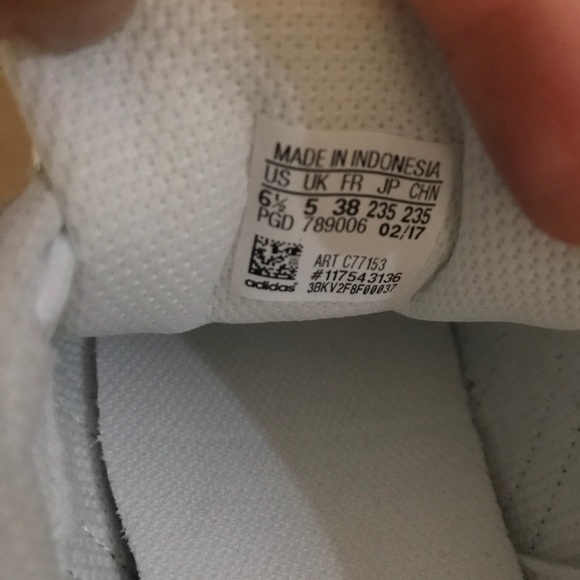 MADE IN INDONESIA
US UK FR JP CHN
6½ 5 38 235 235
PGD 789006 02/17
ART C77153
#117543136
3BKV2F8F00037
adidas